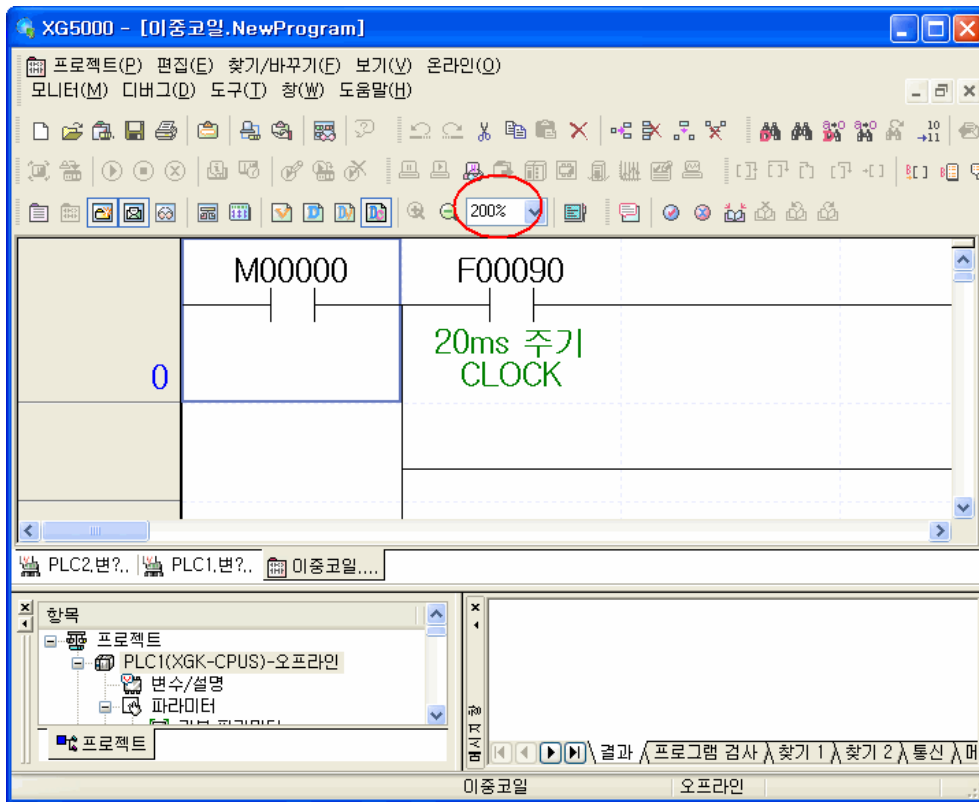 XG5000 - [이중코일.NewProgram]
프로젝트(P) 편집(E) 찾기/바꾸기(F) 보기(V) 온라인(O)
모니터(M) 디버그(D) 도구(T) 창(W) 도움말(H)
200%
M00000 F00090
20ms 주기
CLOCK
0
PLC2,변?.. PLC1,변?.. 이중코일....
항목
프로젝트
PLC1(XGK-CPUS)-오프라인
변수/설명
파라미터
프로젝트
결과 프로그램 검사 찾기 1 찾기 2 통신
이중코일 오프라인